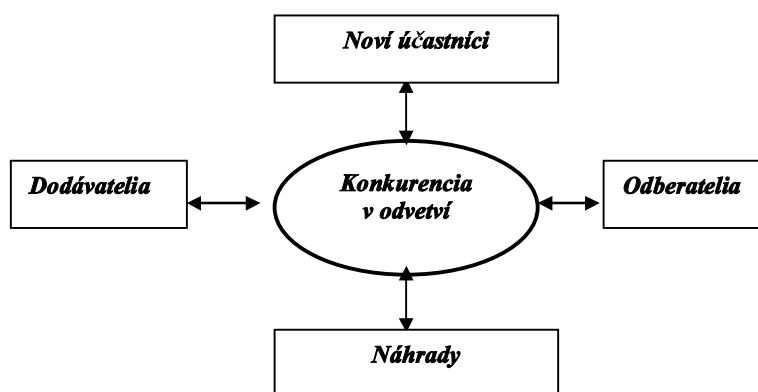 Noví účastníci
Dodávatelia
Konkurencia
v odvetví
Odberatelia
Náhrady